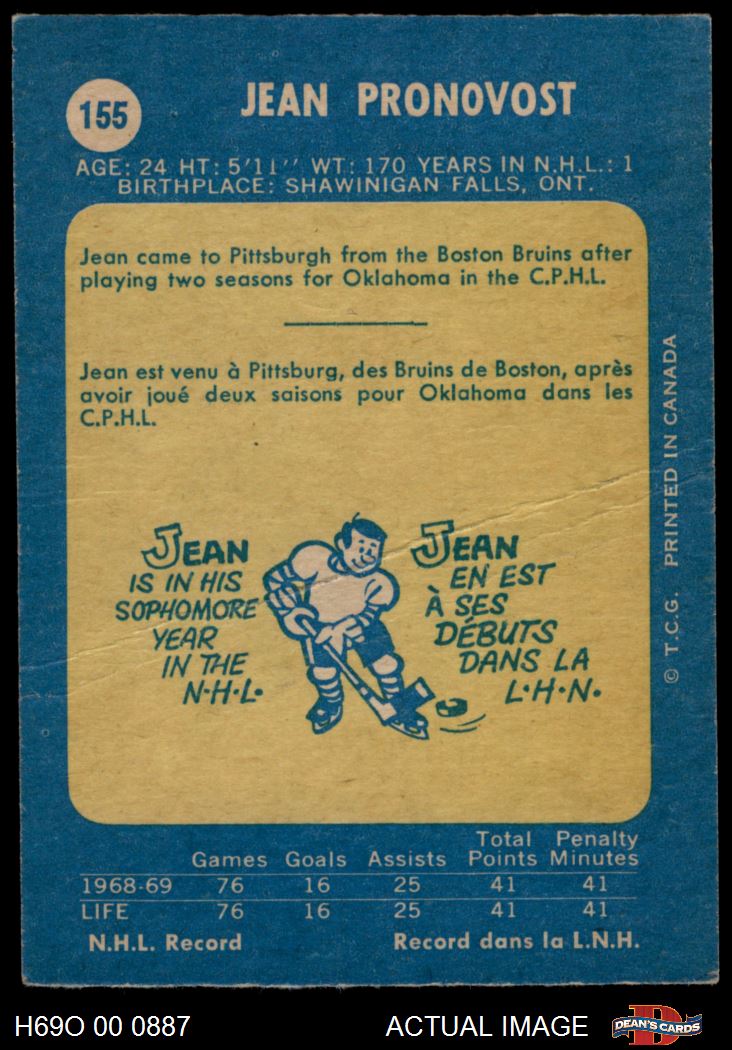 155
JEAN PRONOVOST
AGE: 24 HT: 5'11'' WT: 170 YEARS IN N.H.L.: 1
BIRTHPLACE: SHAWINIGAN FALLS, ONT.
Jean came to Pittsburgh from the Boston Bruins after
playing two seasons for Oklahoma in the C.P.H.L.
Jean est venu à Pittsburg, des Bruins de Boston, après
avoir joué deux saisons pour Oklahoma dans les
C.P.H.L.
JEAN
IS IN HIS
SOPHOMORE
YEAR
IN THE
N·H·L·
JEAN
EN EST
À SES
DÉBUTS
DANS LA
L·H·N·
© T.C.G. PRINTED IN CANADA
Games Goals Assists Total Points Penalty Minutes
1968-69 76 16 25 41 41
LIFE 76 16 25 41 41
N.H.L. Record Record dans la L.N.H.
H69O 00 0887 ACTUAL IMAGE D DEAN'S CARDS